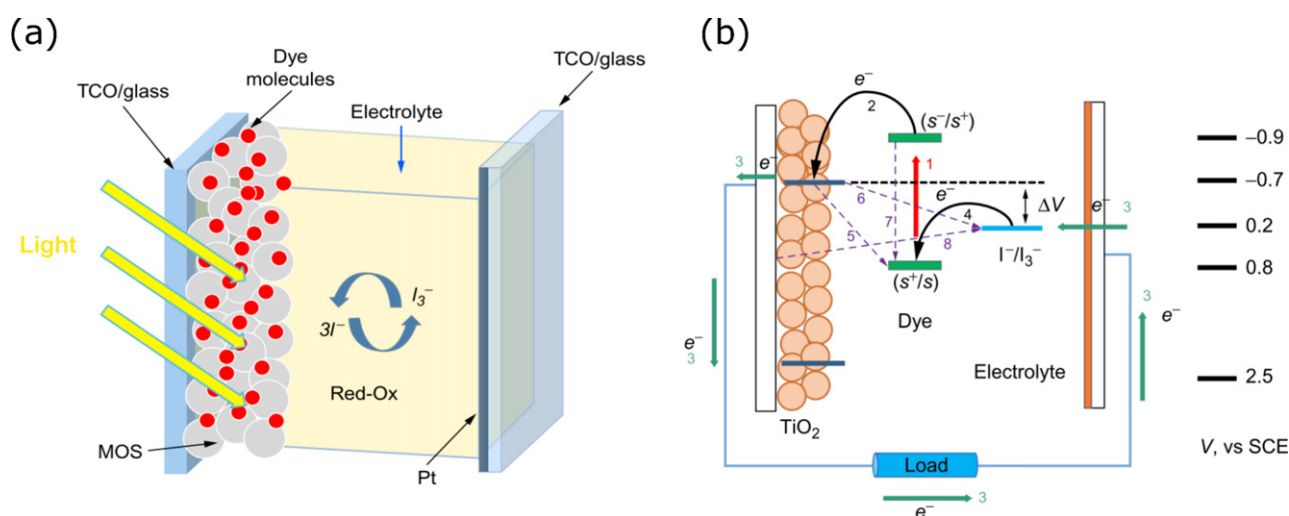 (a)
Dye
molecules
TCO/glass
TCO/glass
Electrolyte
Light
I₃⁻
3I⁻
Red-Ox
MOS
Pt
(b)
e⁻
2
(s⁻/s⁺)
3
e⁻
1
e⁻
6
7
4
ΔV
e⁻
3
5
8
I⁻/I₃⁻
(s⁺/s)
Dye
e⁻
3
3
e⁻
Electrolyte
TiO₂
Load
3
e⁻
−0.9
−0.7
0.2
0.8
2.5
V, vs SCE